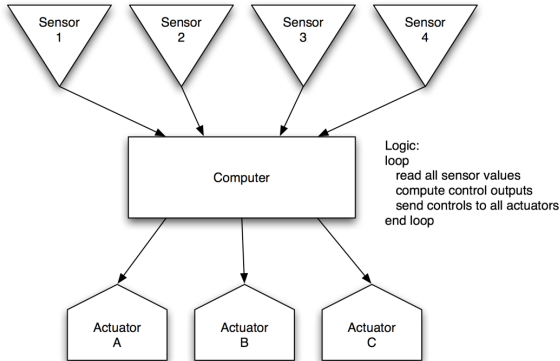 Sensor
1
Sensor
2
Sensor
3
Sensor
4
Computer
Logic:
loop
read all sensor values
compute control outputs
send controls to all actuators
end loop
Actuator
A
Actuator
B
Actuator
C